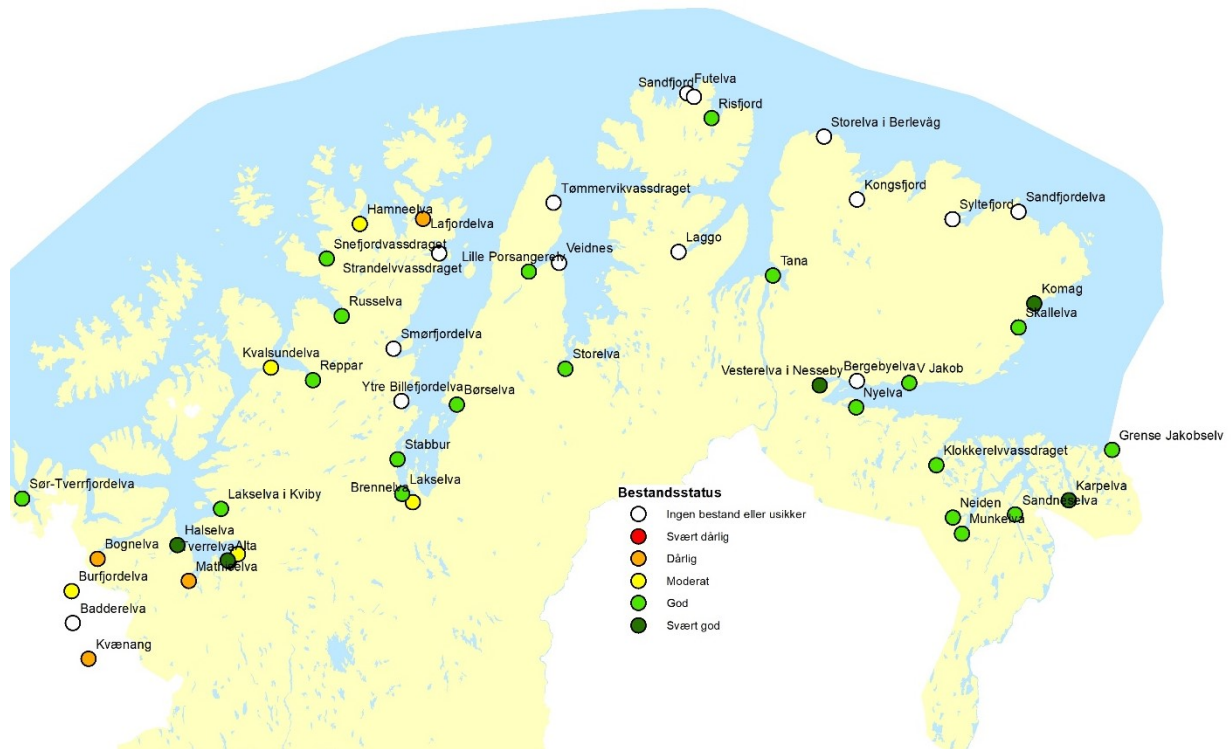 Sandfjord
Futelva
Risfjord
Storelva i Berleväg
Tømmervikvassdraget
Kongsfjord
Syltefjord
Sandfjordelva
Hamneelva
Lafjordelva
Snefjordvassdraget
Strandelvvassdraget
Lille Porsangerelv
Veidnes
Laggo
Tana
Komag
Skallelva
Russelva
Smørfjordelva
Kvalsundelva
Reppar
Storelva
Vesterelva i Nesseby
Bergebyelva
V Jakob
Nyelva
Ytre Billefjordelva
Børselva
Stabbur
Grense Jakobselv
Klokkerelvvassdraget
Brennelva
Lakselva
Karpelva
Sør-Tverrfjordelva
Lakselva i Kviby
Neiden
Sandneselva
Munkelva
Halselva
Tverrelva
Alta
Bognelva
Mathiselva
Burfjordelva
Badderelva
Kvænang
Bestandsstatus
Ingen bestand eller usikker
Svært dårlig
Dårlig
Moderat
God
Svært god